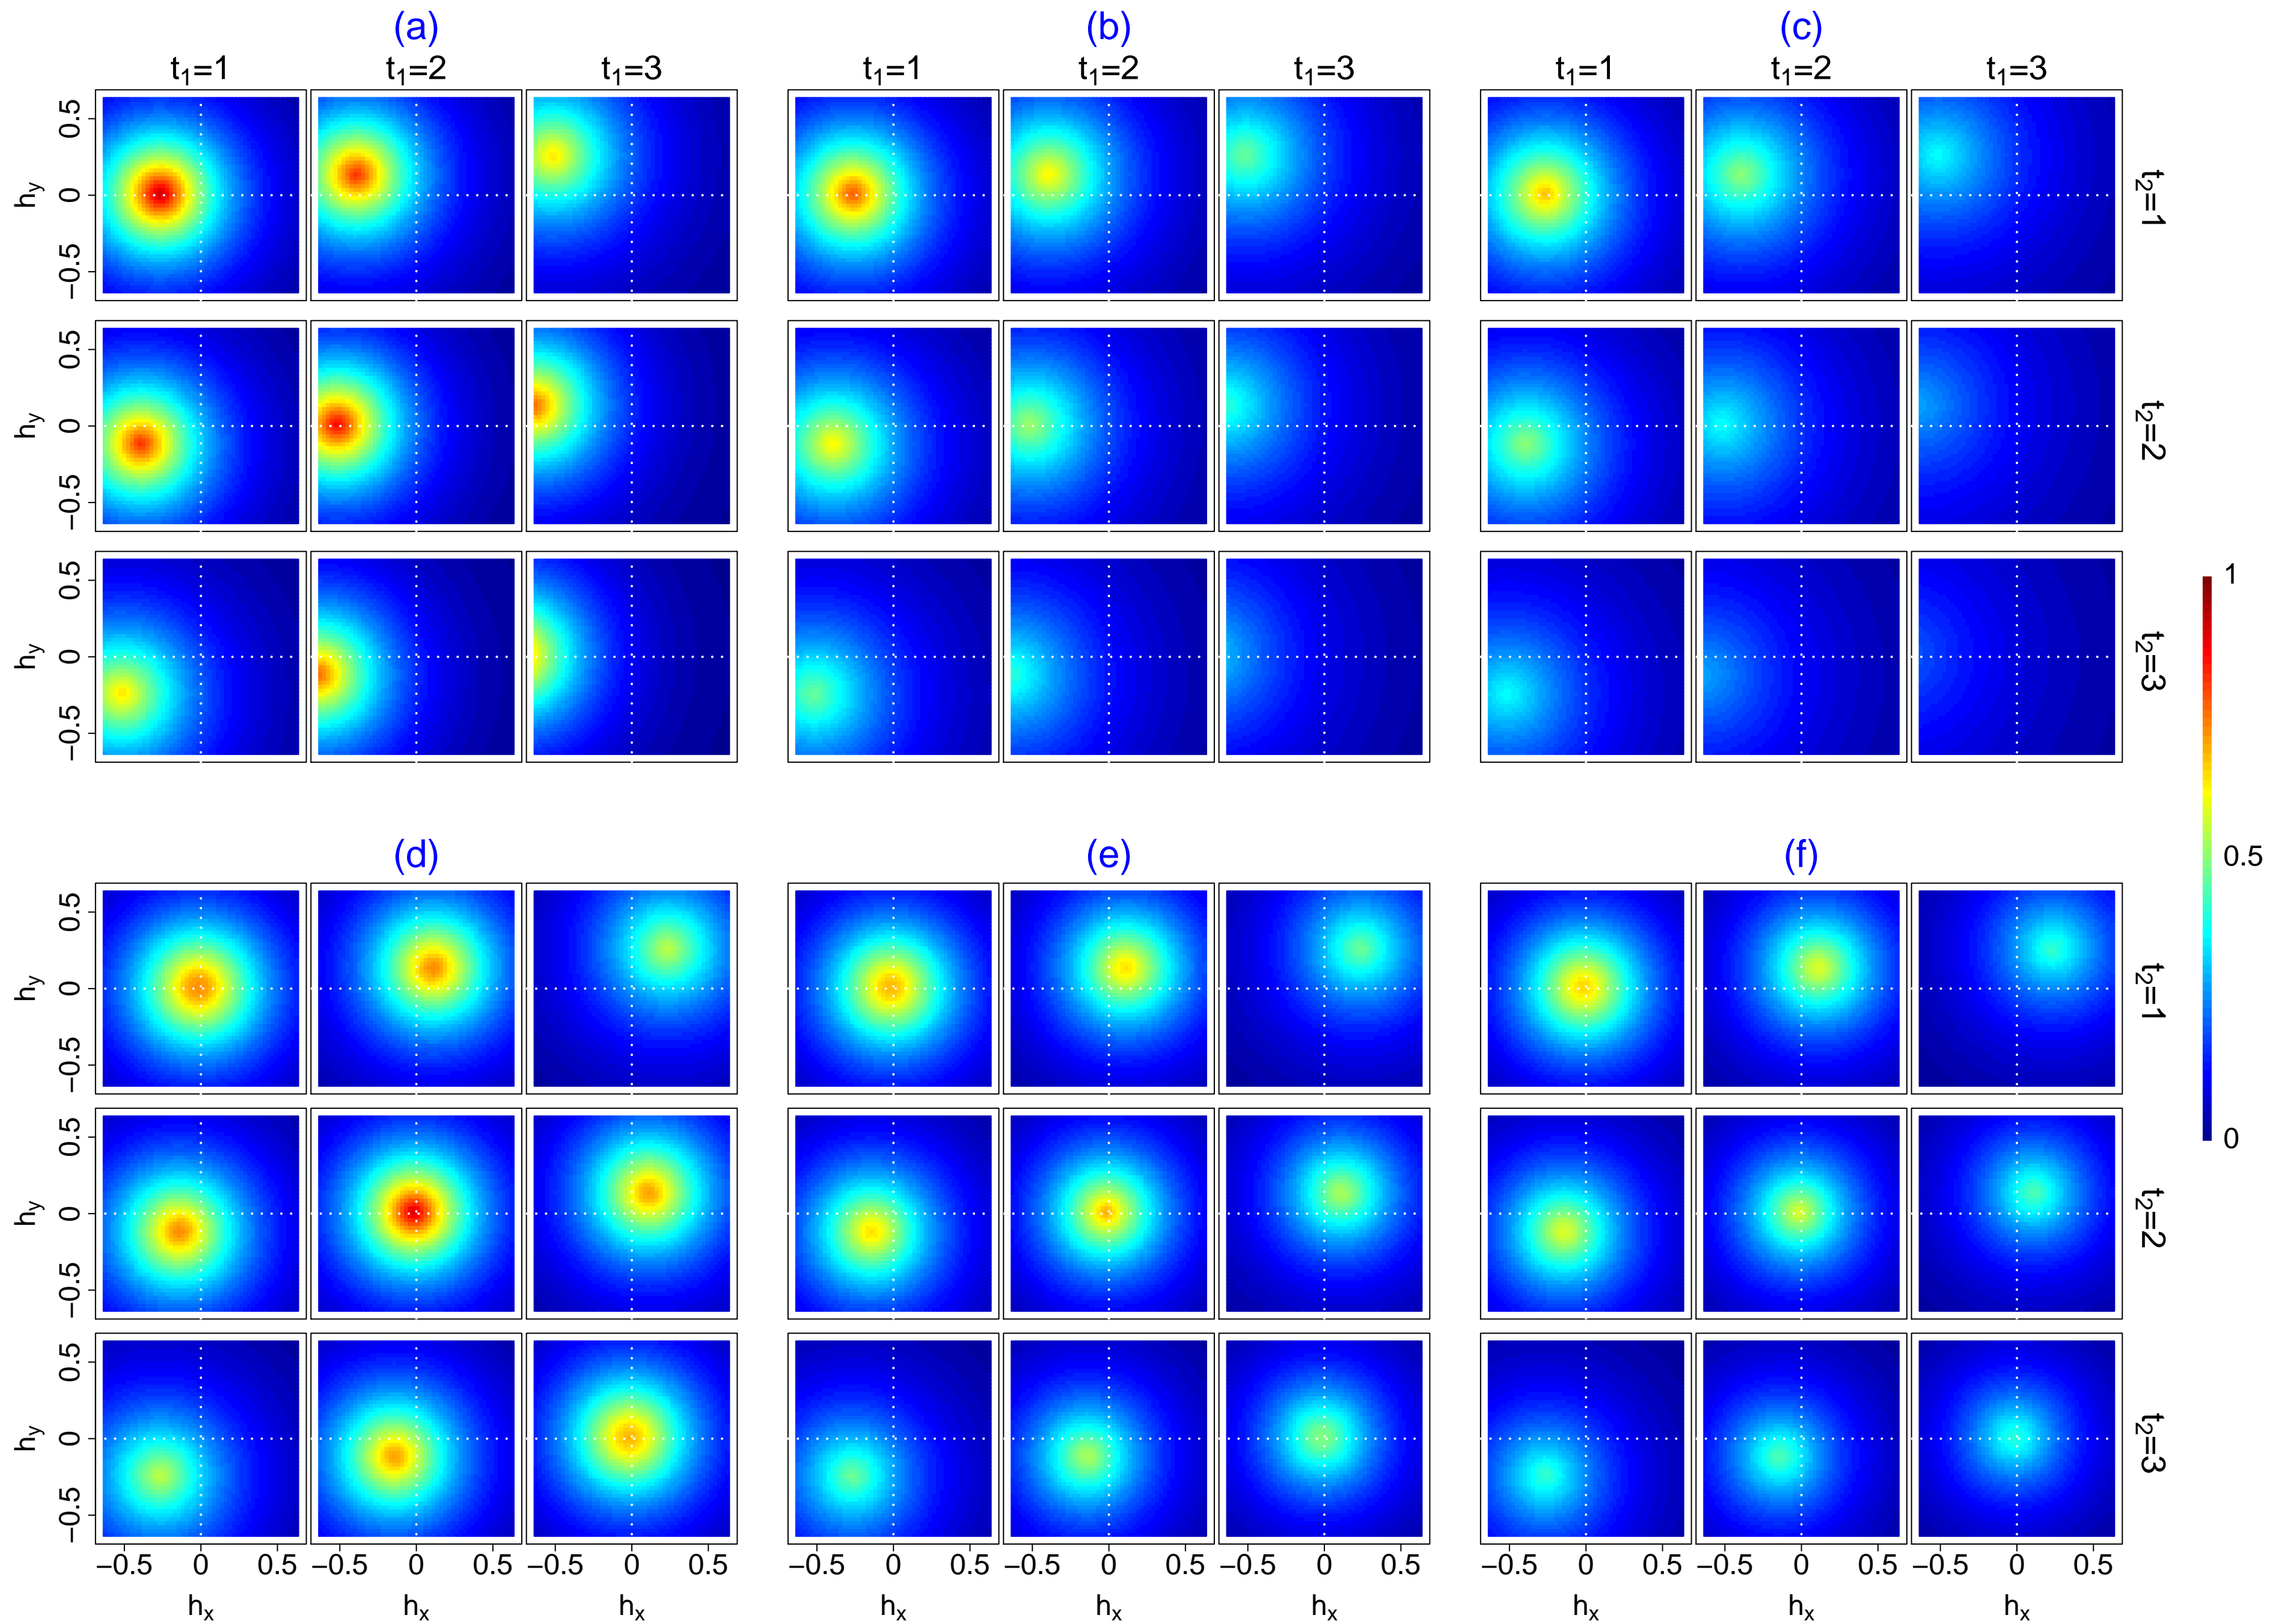 (a) (b) (c)
t1=1 t1=2 t1=3 t1=1 t1=2 t1=3 t1=1 t1=2 t1=3
hy −0.5 0 0.5 t2=1
hy −0.5 0 0.5 t2=2
hy −0.5 0 0.5 t2=3
1
0.5
0
(d) (e) (f)
hy −0.5 0 0.5 t2=1
hy −0.5 0 0.5 t2=2
hy −0.5 0 0.5 t2=3
−0.5 0 0.5 −0.5 0 0.5 −0.5 0 0.5 −0.5 0 0.5 −0.5 0 0.5 −0.5 0 0.5 −0.5 0 0.5 −0.5 0 0.5 −0.5 0 0.5
hx hx hx hx hx hx hx hx hx